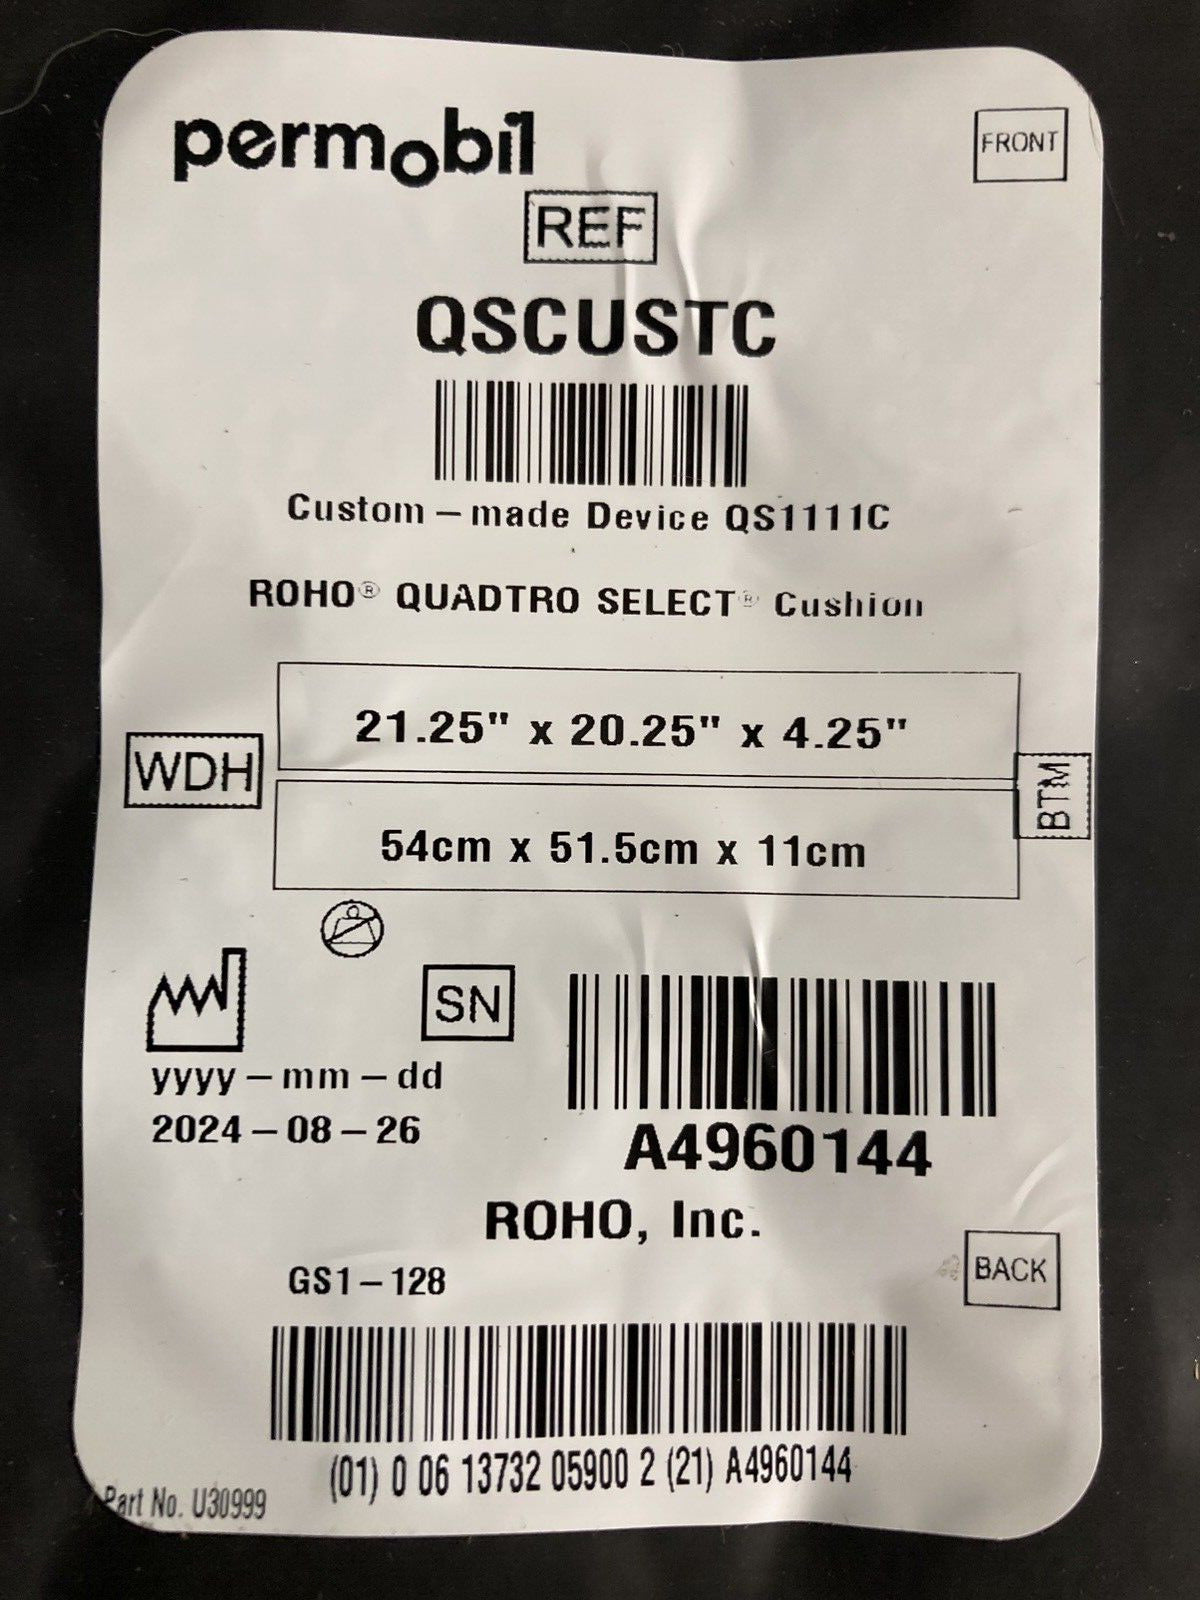 permobil
FRONT
REF
QSCUSTC
Custom-made Device QS1111C
ROHO® QUADTRO SELECT® Cushion
21.25" x 20.25" x 4.25"
WDH
BTM
54cm x 51.5cm x 11cm
SN
yyyy-mm-dd
2024-08-26
A4960144
ROHO, Inc.
BACK
GS1-128
(01) 0 06 13732 05900 2 (21) A4960144
Part No. U30999